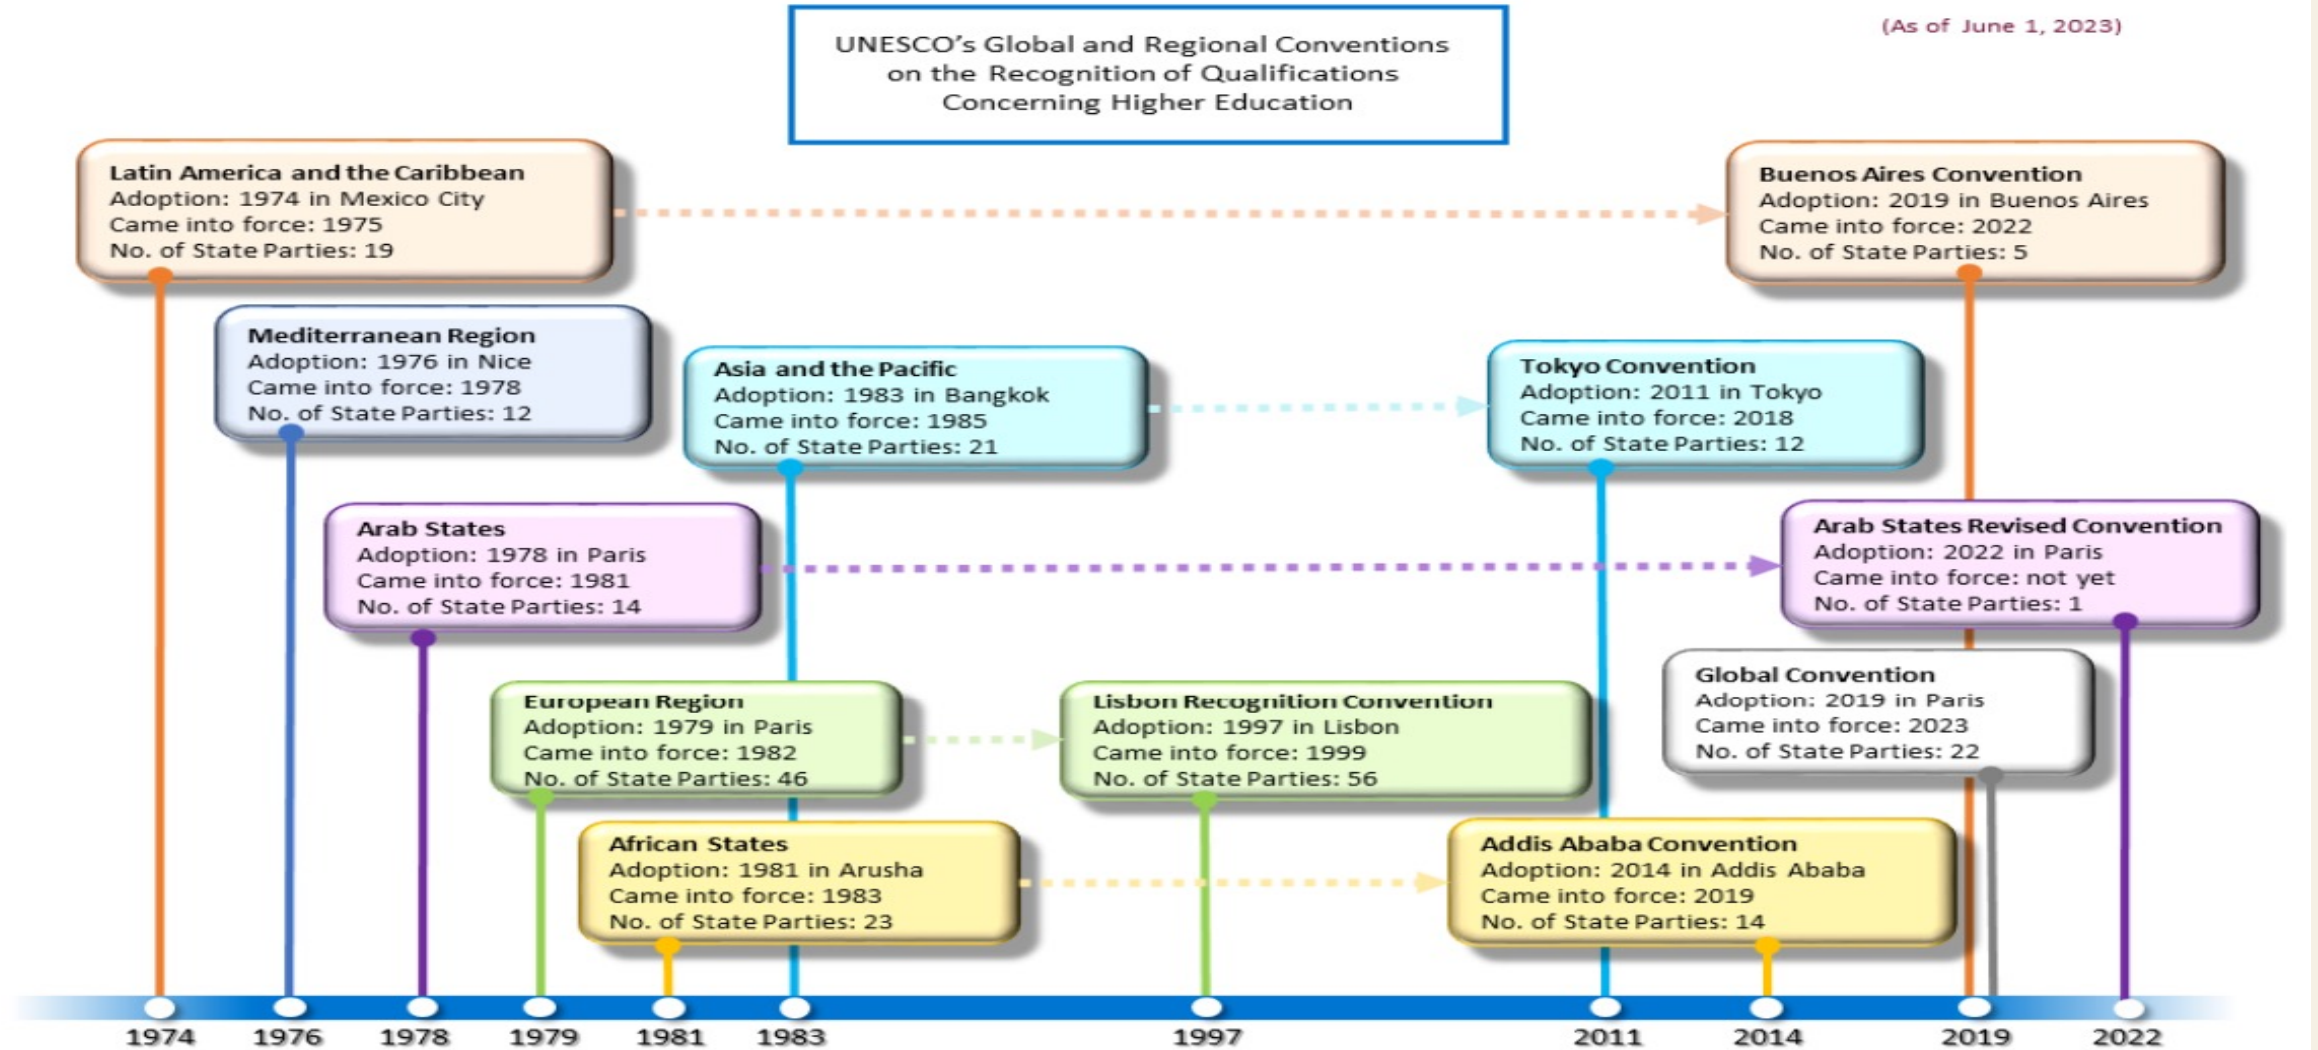 UNESCO’s Global and Regional Conventions
on the Recognition of Qualifications
Concerning Higher Education
(As of June 1, 2023)
Latin America and the Caribbean
Adoption: 1974 in Mexico City
Came into force: 1975
No. of State Parties: 19
Buenos Aires Convention
Adoption: 2019 in Buenos Aires
Came into force: 2022
No. of State Parties: 5
Mediterranean Region
Adoption: 1976 in Nice
Came into force: 1978
No. of State Parties: 12
Asia and the Pacific
Adoption: 1983 in Bangkok
Came into force: 1985
No. of State Parties: 21
Tokyo Convention
Adoption: 2011 in Tokyo
Came into force: 2018
No. of State Parties: 12
Arab States
Adoption: 1978 in Paris
Came into force: 1981
No. of State Parties: 14
Arab States Revised Convention
Adoption: 2022 in Paris
Came into force: not yet
No. of State Parties: 1
European Region
Adoption: 1979 in Paris
Came into force: 1982
No. of State Parties: 46
Lisbon Recognition Convention
Adoption: 1997 in Lisbon
Came into force: 1999
No. of State Parties: 56
Global Convention
Adoption: 2019 in Paris
Came into force: 2023
No. of State Parties: 22
African States
Adoption: 1981 in Arusha
Came into force: 1983
No. of State Parties: 23
Addis Ababa Convention
Adoption: 2014 in Addis Ababa
Came into force: 2019
No. of State Parties: 14
1974 1976 1978 1979 1981 1983 1997 2011 2014 2019 2022